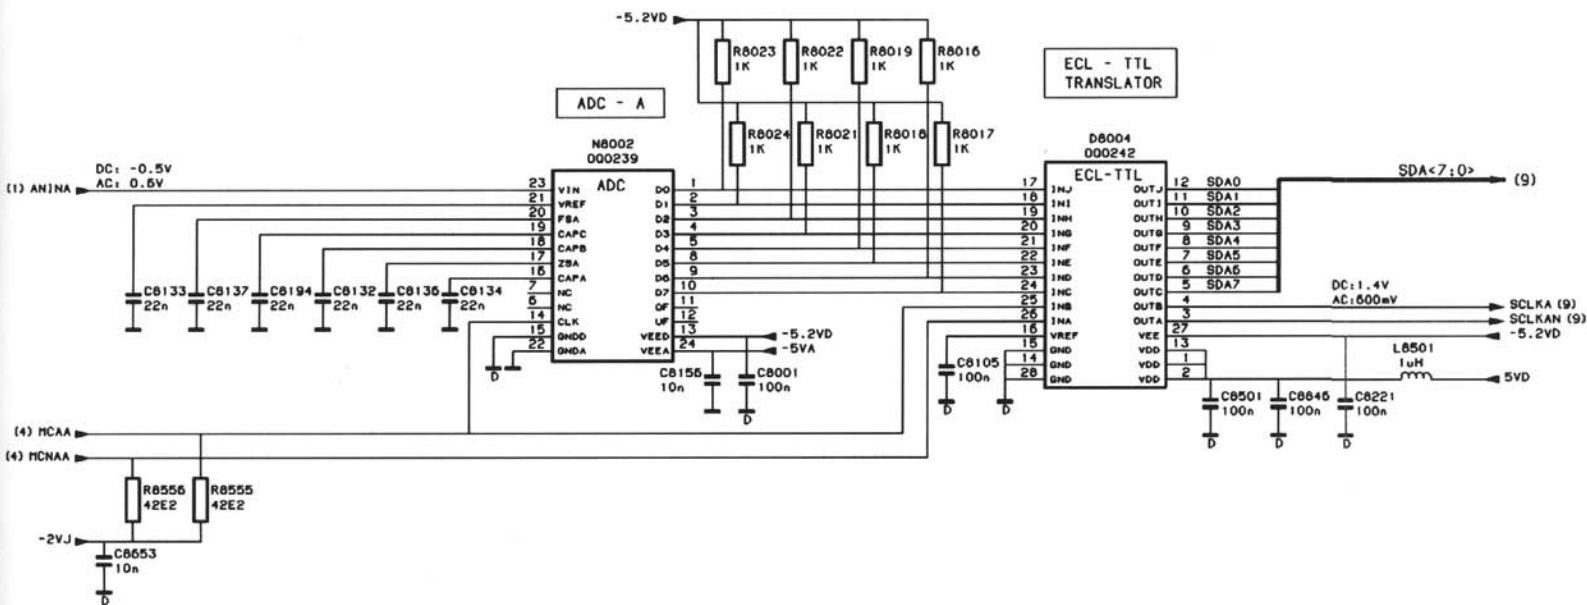 -5.2VD
R8023 1K
R8022 1K
R8019 1K
R8016 1K
ECL - TTL
TRANSLATOR
ADC - A
R8024 1K
R8021 1K
R8018 1K
R8017 1K
N8002
OQ0239
D8004
OQ0242
DC: -0.5V
AC: 0.6V
(1) ANINA
ADC
23 VIN
21 VREF
20 FSA
19 CAPC
18 CAPB
17 ZSA
16 CAPA
7 NC
6 NC
14 CLK
15 GNDD
22 GNDA
D0 1
D1 2
D2 3
D3 4
D4 5
D5 8
D6 9
D7 10
OF 11
UF 12
VEED 13
VEEA 24
-5.2VD
-5VA
ECL-TTL
17 INJ
18 INI
19 INH
20 ING
21 INF
22 INE
23 IND
24 INC
25 INB
26 INA
16 VREF
15 GND
14 GND
28 GND
OUTJ 12 SDA0
OUTI 11 SDA1
OUTH 10 SDA2
OUTG 9 SDA3
OUTF 8 SDA4
OUTE 7 SDA5
OUTD 6 SDA6
OUTC 5 SDA7
OUTB 4
OUTA 3
VEE 27
VDD 13
VDD 1
VDD 2
SDA<7:0>
(9)
DC:1.4V
AC:600mV
SCLKA (9)
SCLKAN (9)
-5.2VD
L8501
1uH
5VD
C8133 22n
C8137 22n
C8194 22n
C8132 22n
C8136 22n
C8134 22n
D
C8156 10n
C8001 100n
D
C8105 100n
D
D
C8501 100n
D
C8646 100n
D
C8221 100n
D
(4) MCAA
(4) MCNAA
R8556 42E2
R8555 42E2
-2VJ
C8653 10n
D